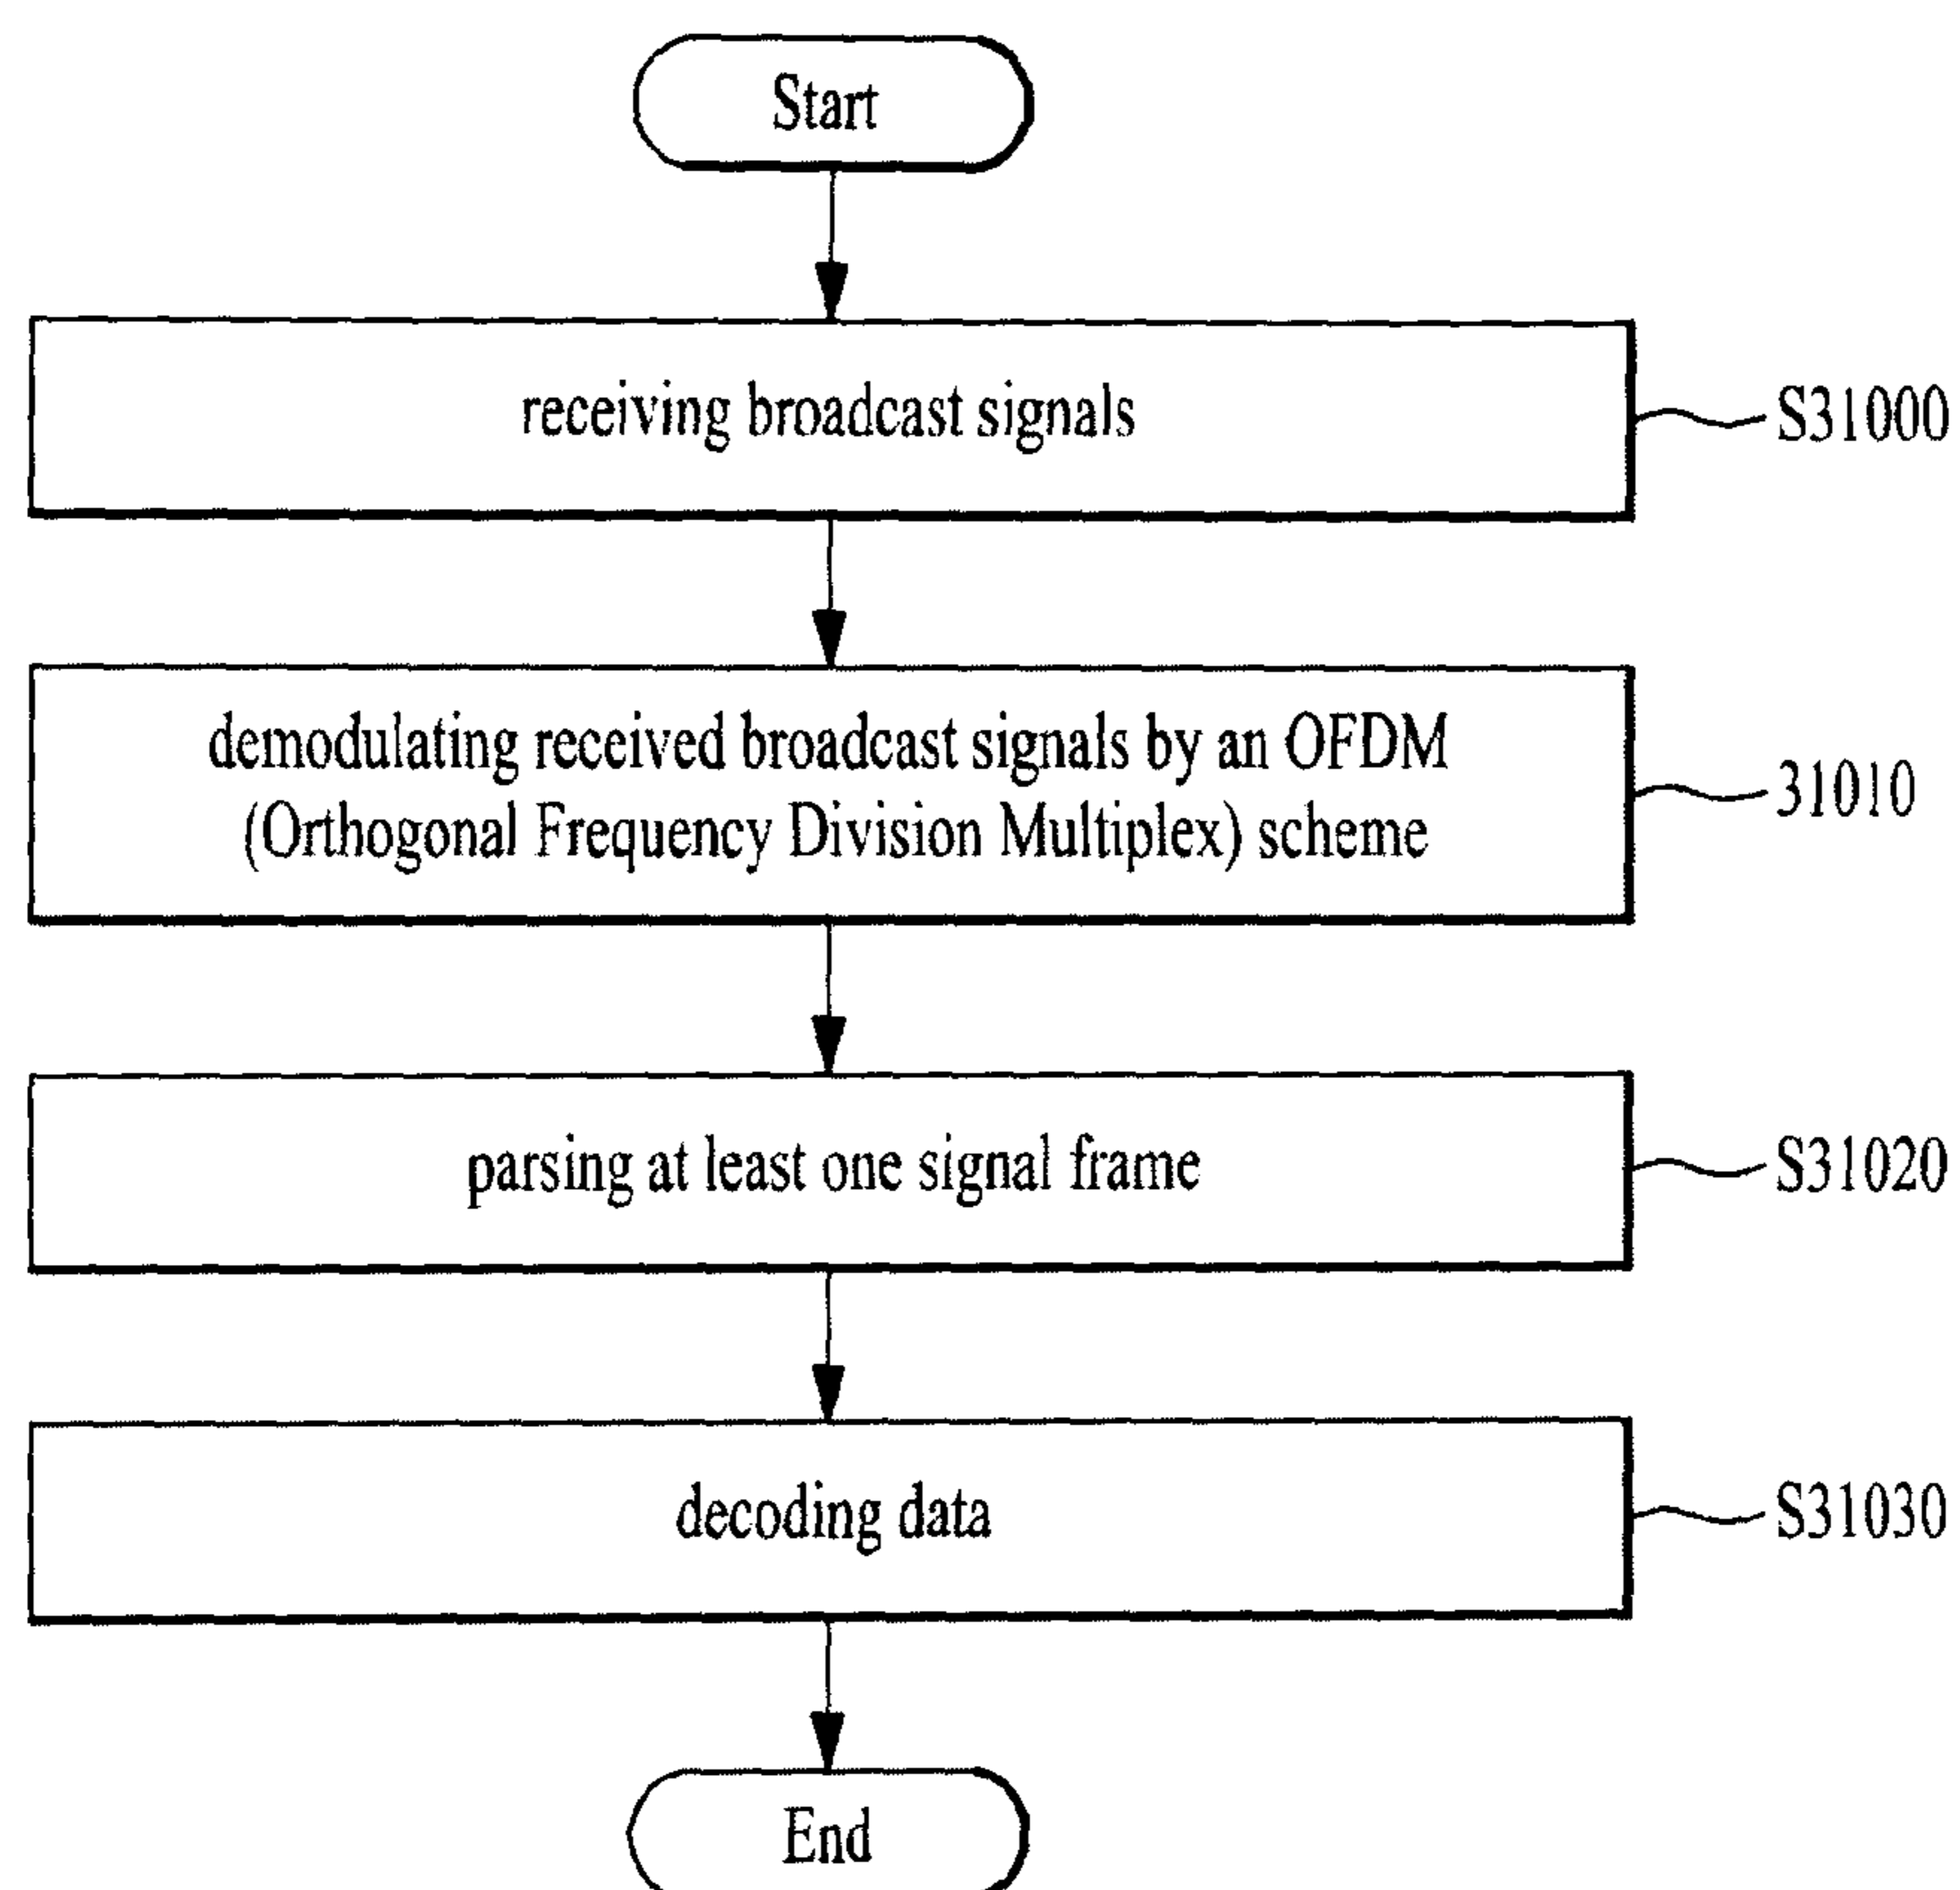 Start
receiving broadcast signals
S31000
demodulating received broadcast signals by an OFDM
(Orthogonal Frequency Division Multiplex) scheme
31010
parsing at least one signal frame
S31020
decoding data
S31030
End